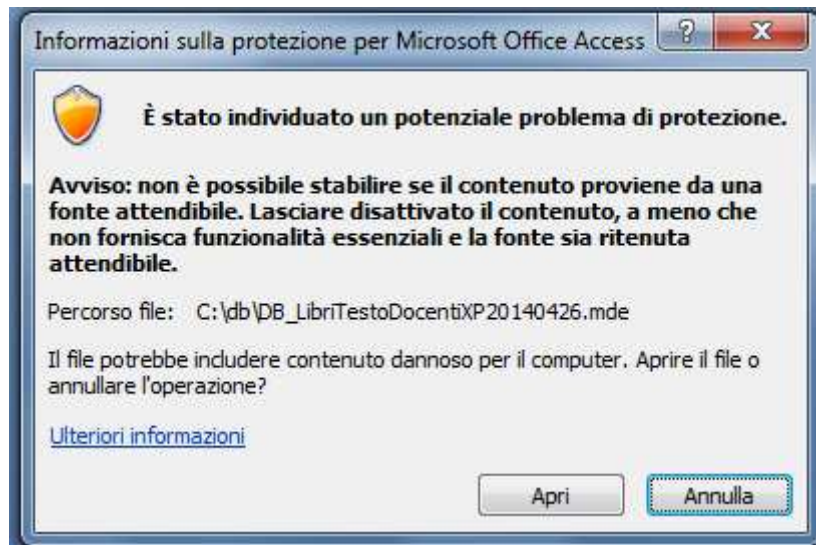 Informazioni sulla protezione per Microsoft Office Access
È stato individuato un potenziale problema di protezione.
Avviso: non è possibile stabilire se il contenuto proviene da una
fonte attendibile. Lasciare disattivato il contenuto, a meno che
non fornisca funzionalità essenziali e la fonte sia ritenuta
attendibile.
Percorso file: C:\db\DB_LibriTestoDocentiXP20140426.mde
Il file potrebbe includere contenuto dannoso per il computer. Aprire il file o
annullare l'operazione?
Ulteriori informazioni
Apri Annulla